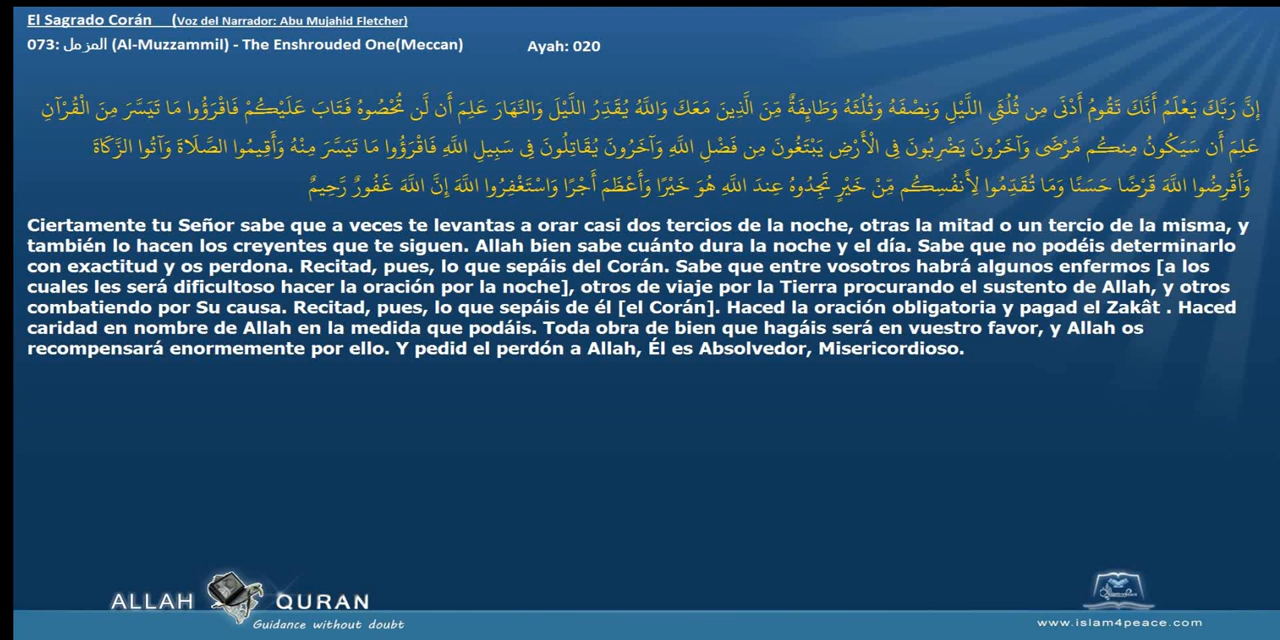 El Sagrado Corán (Voz del Narrador: Abu Mujahid Fletcher)
073: المزمل (Al-Muzzammil) - The Enshrouded One(Meccan) Ayah: 020
إِنَّ رَبَّكَ يَعْلَمُ أَنَّكَ تَقُومُ أَدْنَى مِن ثُلُثَيِ اللَّيْلِ وَنِصْفَهُ وَثُلُثَهُ وَطَائِفَةٌ مِّنَ الَّذِينَ مَعَكَ وَاللَّهُ يُقَدِّرُ اللَّيْلَ وَالنَّهَارَ عَلِمَ أَن لَّن تُحْصُوهُ فَتَابَ عَلَيْكُمْ فَاقْرَؤُوا مَا تَيَسَّرَ مِنَ الْقُرْآنِ
عَلِمَ أَن سَيَكُونُ مِنكُم مَّرْضَى وَآخَرُونَ يَضْرِبُونَ فِي الْأَرْضِ يَبْتَغُونَ مِن فَضْلِ اللَّهِ وَآخَرُونَ يُقَاتِلُونَ فِي سَبِيلِ اللَّهِ فَاقْرَؤُوا مَا تَيَسَّرَ مِنْهُ وَأَقِيمُوا الصَّلَاةَ وَآتُوا الزَّكَاةَ
وَأَقْرِضُوا اللَّهَ قَرْضًا حَسَنًا وَمَا تُقَدِّمُوا لِأَنفُسِكُم مِّنْ خَيْرٍ تَجِدُوهُ عِندَ اللَّهِ هُوَ خَيْرًا وَأَعْظَمَ أَجْرًا وَاسْتَغْفِرُوا اللَّهَ إِنَّ اللَّهَ غَفُورٌ رَّحِيمٌ
Ciertamente tu Señor sabe que a veces te levantas a orar casi dos tercios de la noche, otras la mitad o un tercio de la misma, y
también lo hacen los creyentes que te siguen. Allah bien sabe cuánto dura la noche y el día. Sabe que no podéis determinarlo
con exactitud y os perdona. Recitad, pues, lo que sepáis del Corán. Sabe que entre vosotros habrá algunos enfermos [a los
cuales les será dificultoso hacer la oración por la noche], otros de viaje por la Tierra procurando el sustento de Allah, y otros
combatiendo por Su causa. Recitad, pues, lo que sepáis de él [el Corán]. Haced la oración obligatoria y pagad el Zakât . Haced
caridad en nombre de Allah en la medida que podáis. Toda obra de bien que hagáis será en vuestro favor, y Allah os
recompensará enormemente por ello. Y pedid el perdón a Allah, Él es Absolvedor, Misericordioso.
ALLAH QURAN
Guidance without doubt
www.islam4peace.com